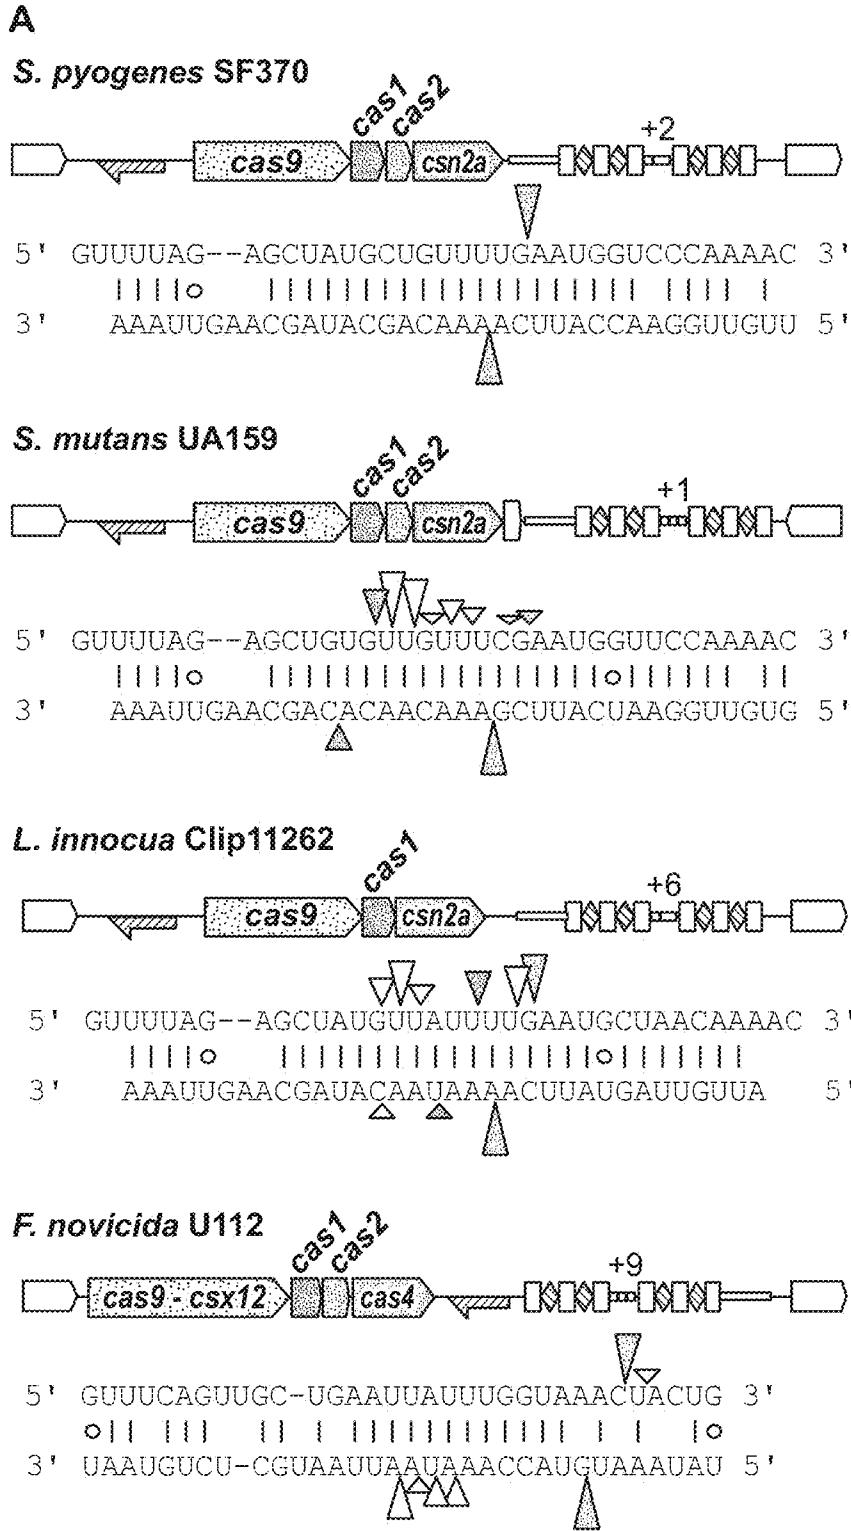 A
S. pyogenes SF370
cas1 cas2
cas9 csn2a +2
5' GUUUUAG--AGCUAUGCUGUUUUGAAUGGUCCCAAAAC 3'
3' AAAUUGAACGAUACGACAAAACUUACCAAGGUUGUU 5'
S. mutans UA159
cas1 cas2
cas9 csn2a +1
5' GUUUUAG--AGCUGUGUUGUUUCGAAUGGUUCCAAAAC 3'
3' AAAUUGAACGACACAACAAAGCUUACUAAGGUUGUG 5'
L. innocua Clip11262
cas1
cas9 csn2a +6
5' GUUUUAG--AGCUAUGUUAUUUUGAAUGCUAACAAAAC 3'
3' AAAUUGAACGAUACAAUAAAACUUAUGAUUGUUA 5'
F. novicida U112
cas1 cas2
cas9 - csx12 cas4 +9
5' GUUUCAGUUGC-UGAAUUAUUUGGUAAACUACUG 3'
3' UAAUGUCU-CGUAAUUAAUAAACCAUGUAAAUAU 5'